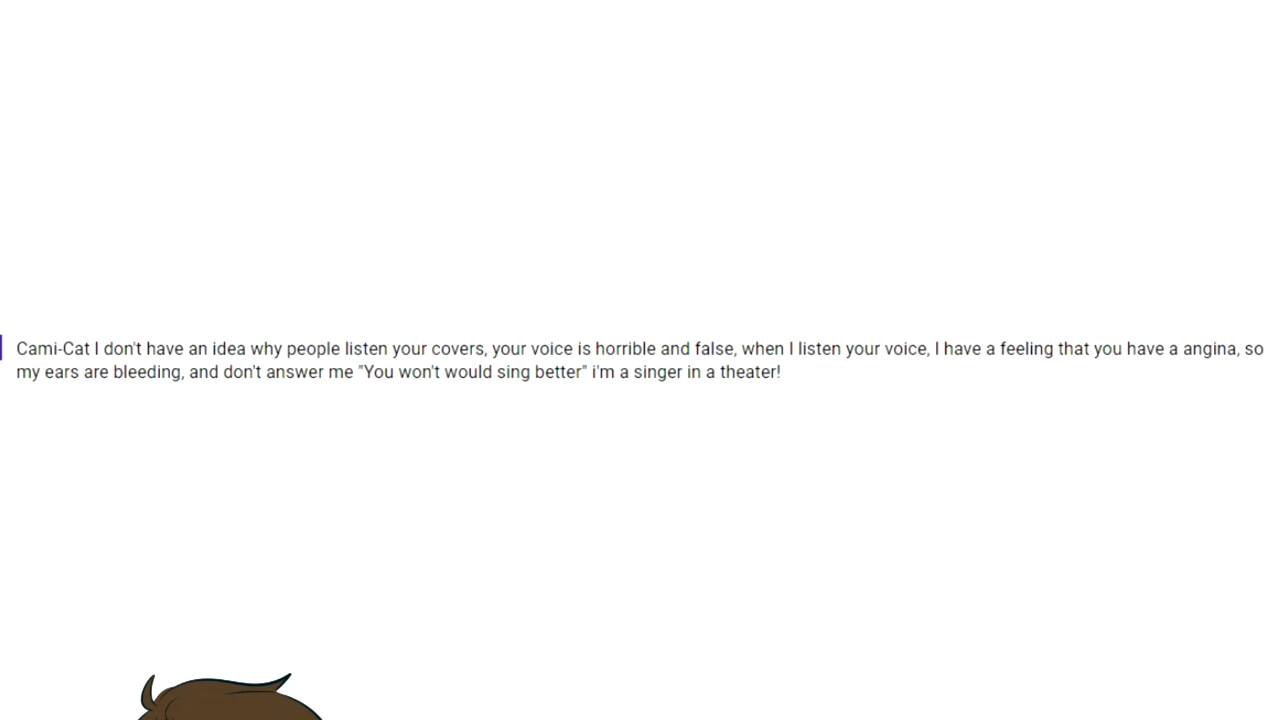 Cami-Cat I don't have an idea why people listen your covers, your voice is horrible and false, when I listen your voice, I have a feeling that you have a angina, so
my ears are bleeding, and don't answer me "You won't would sing better" i'm a singer in a theater!